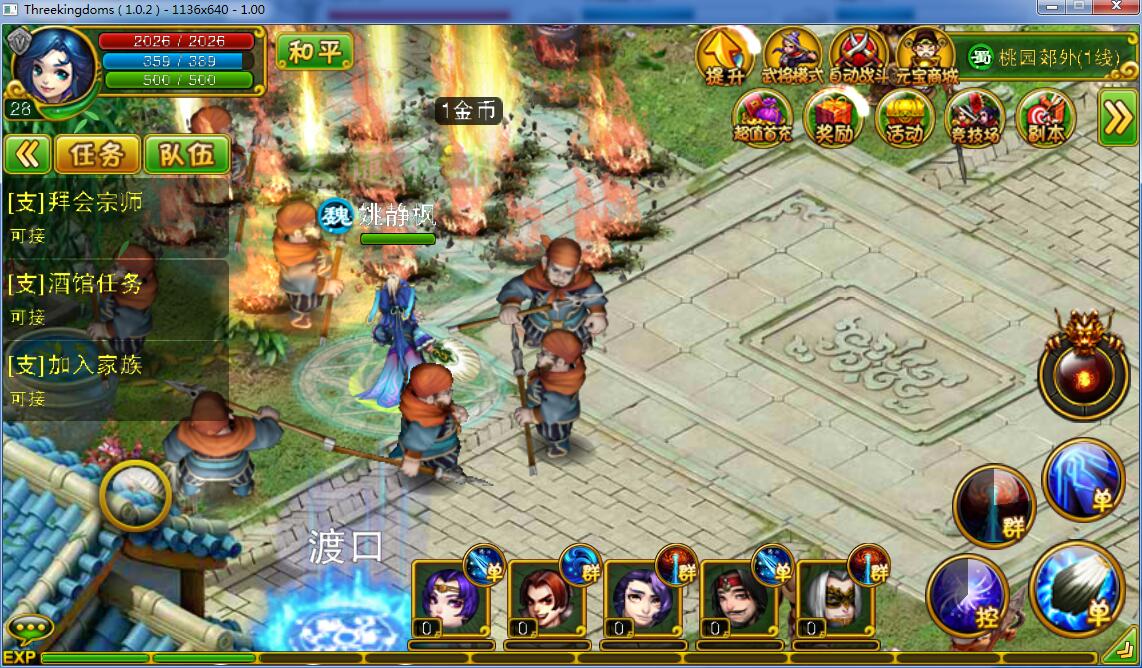 Threekingdoms ( 1.0.2 ) - 1136x640 - 1.00
2026 / 2026
359 / 389
500 / 500
28
和平
提升
武将模式
自动战斗
元宝商城
蜀
桃园郊外(1线)
超值首充
奖励
活动
竞技场
副本
1金币
任务
队伍
[支]拜会宗师
可接
[支]酒馆任务
可接
[支]加入家族
可接
魏
姚静枫
渡口
群
单
控
单
单
群
群
单
群
0
0
0
0
0
EXP